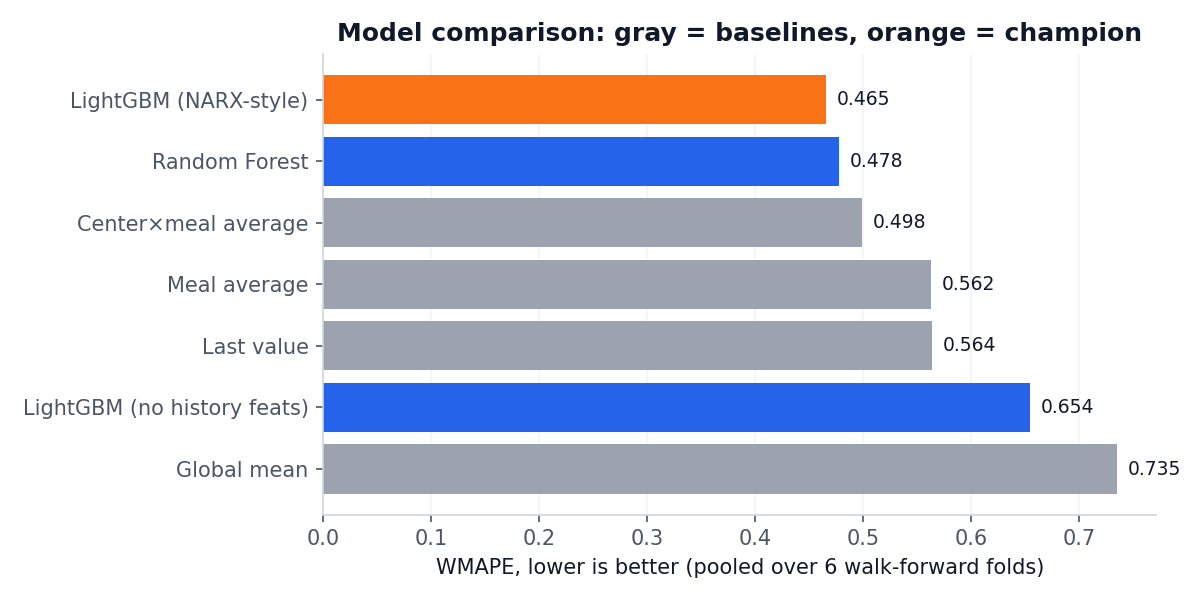 Model comparison: gray = baselines, orange = champion
LightGBM (NARX-style) 0.465
Random Forest 0.478
Center×meal average 0.498
Meal average 0.562
Last value 0.564
LightGBM (no history feats) 0.654
Global mean 0.735
0.0 0.1 0.2 0.3 0.4 0.5 0.6 0.7
WMAPE, lower is better (pooled over 6 walk-forward folds)